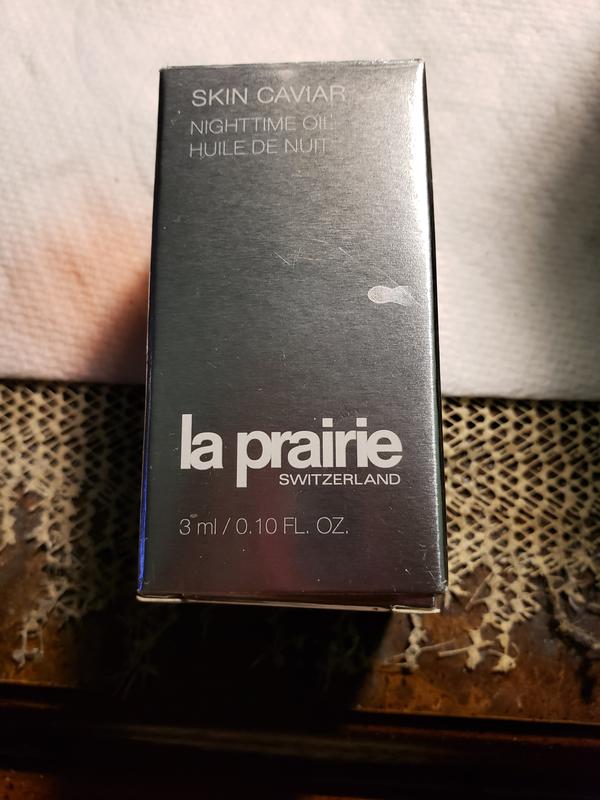 SKIN CAVIAR
NIGHTTIME OIL
HUILE DE NUIT
la prairie
SWITZERLAND
3 ml / 0.10 FL. OZ.